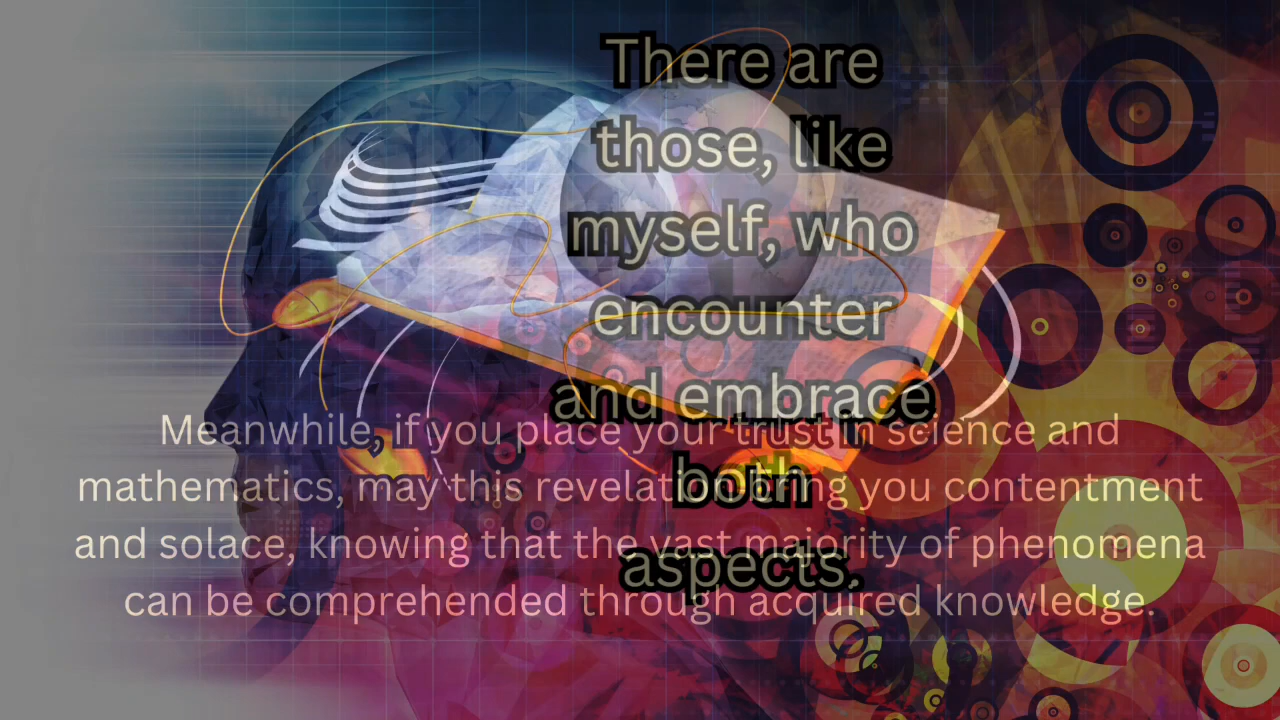 There are
those, like
myself, who
encounter
and embrace
both
aspects.
Meanwhile, if you place your trust in science and
mathematics, may this revelation bring you contentment
and solace, knowing that the vast majority of phenomena
can be comprehended through acquired knowledge.